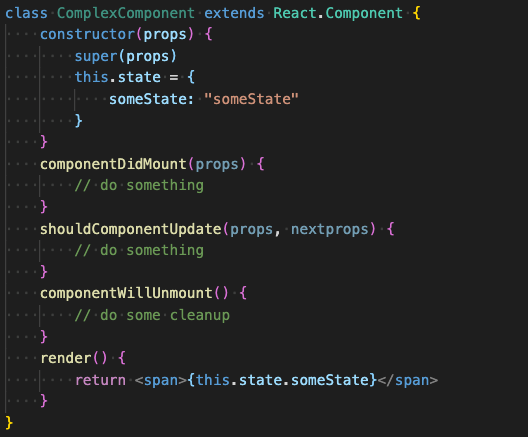 class ComplexComponent extends React.Component {
    constructor(props) {
        super(props)
        this.state = {
            someState: "someState"
        }
    }
    componentDidMount(props) {
        // do something
    }
    shouldComponentUpdate(props, nextprops) {
        // do something
    }
    componentWillUnmount() {
        // do some cleanup
    }
    render() {
        return <span>{this.state.someState}</span>
    }
}